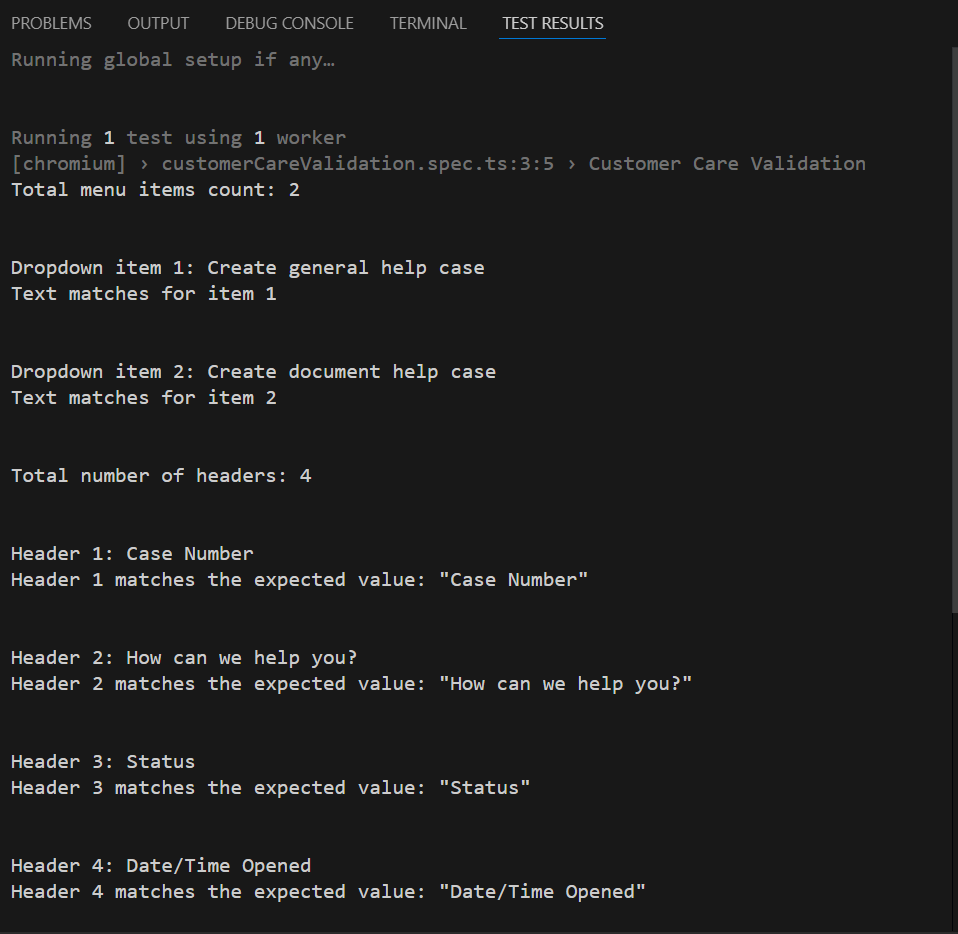 PROBLEMS OUTPUT DEBUG CONSOLE TERMINAL TEST RESULTS
Running global setup if any…
Running 1 test using 1 worker
[chromium] › customerCareValidation.spec.ts:3:5 › Customer Care Validation
Total menu items count: 2
Dropdown item 1: Create general help case
Text matches for item 1
Dropdown item 2: Create document help case
Text matches for item 2
Total number of headers: 4
Header 1: Case Number
Header 1 matches the expected value: "Case Number"
Header 2: How can we help you?
Header 2 matches the expected value: "How can we help you?"
Header 3: Status
Header 3 matches the expected value: "Status"
Header 4: Date/Time Opened
Header 4 matches the expected value: "Date/Time Opened"